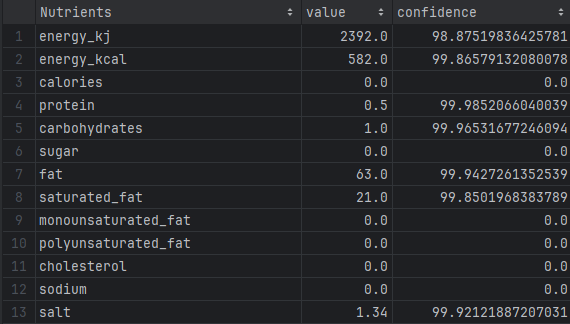 Nutrients value confidence
1 energy_kj 2392.0 98.87519836425781
2 energy_kcal 582.0 99.86579132080078
3 calories 0.0 0.0
4 protein 0.5 99.9852066040039
5 carbohydrates 1.0 99.96531677246094
6 sugar 0.0 0.0
7 fat 63.0 99.9427261352539
8 saturated_fat 21.0 99.8501968383789
9 monounsaturated_fat 0.0 0.0
10 polyunsaturated_fat 0.0 0.0
11 cholesterol 0.0 0.0
12 sodium 0.0 0.0
13 salt 1.34 99.92121887207031